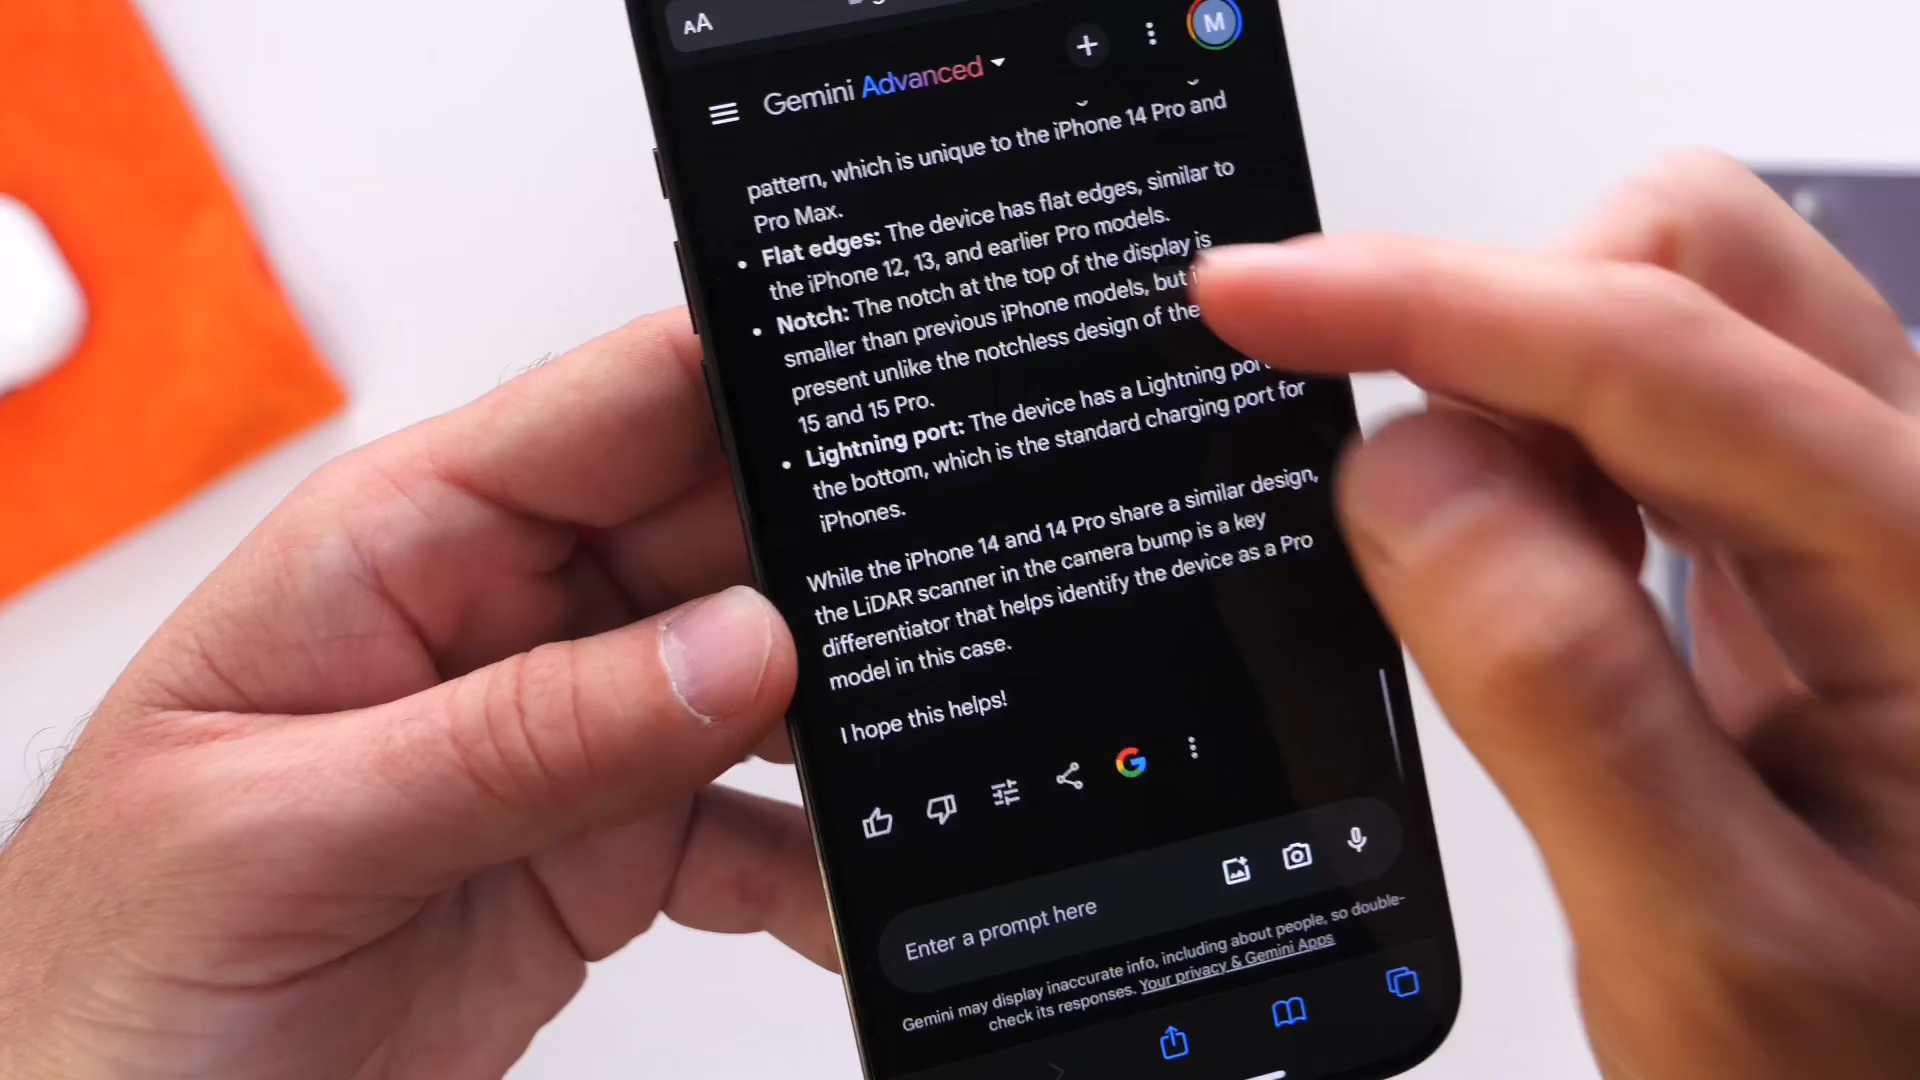 AA
M
Gemini Advanced
pattern, which is unique to the iPhone 14 Pro and
Pro Max.
• Flat edges: The device has flat edges, similar to
the iPhone 12, 13, and earlier Pro models.
• Notch: The notch at the top of the display is
smaller than previous iPhone models, but
present unlike the notchless design of the
15 and 15 Pro.
• Lightning port: The device has a Lightning port
the bottom, which is the standard charging port for
iPhones.
While the iPhone 14 and 14 Pro share a similar design,
the LiDAR scanner in the camera bump is a key
differentiator that helps identify the device as a Pro
model in this case.
I hope this helps!
Enter a prompt here
Gemini may display inaccurate info, including about people, so double-
check its responses. Your privacy & Gemini Apps